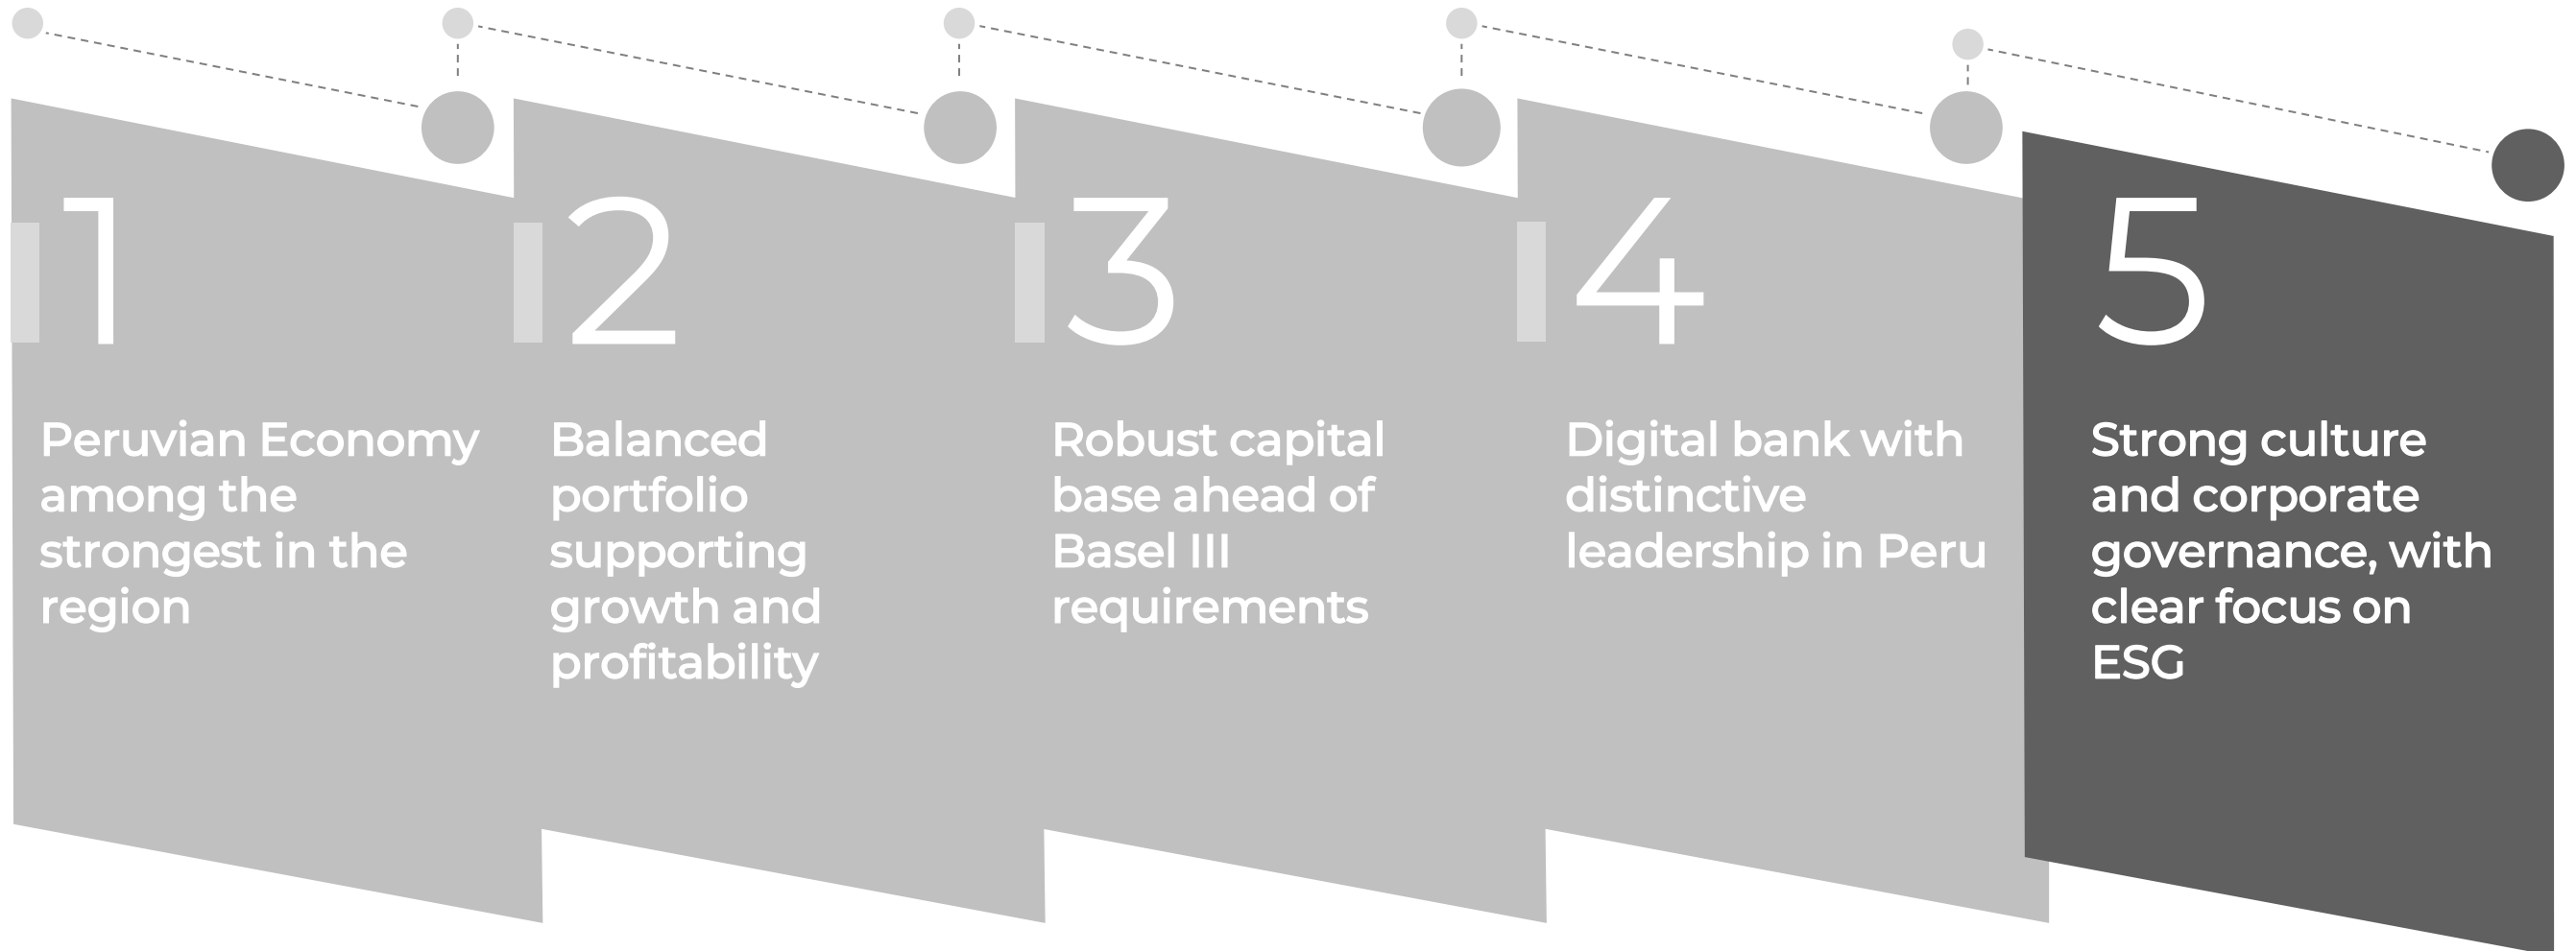 1
Peruvian Economy
among the
strongest in the
region
2
Balanced
portfolio
supporting
growth and
profitability
3
Robust capital
base ahead of
Basel III
requirements
4
Digital bank with
distinctive
leadership in Peru
5
Strong culture
and corporate
governance, with
clear focus on
ESG